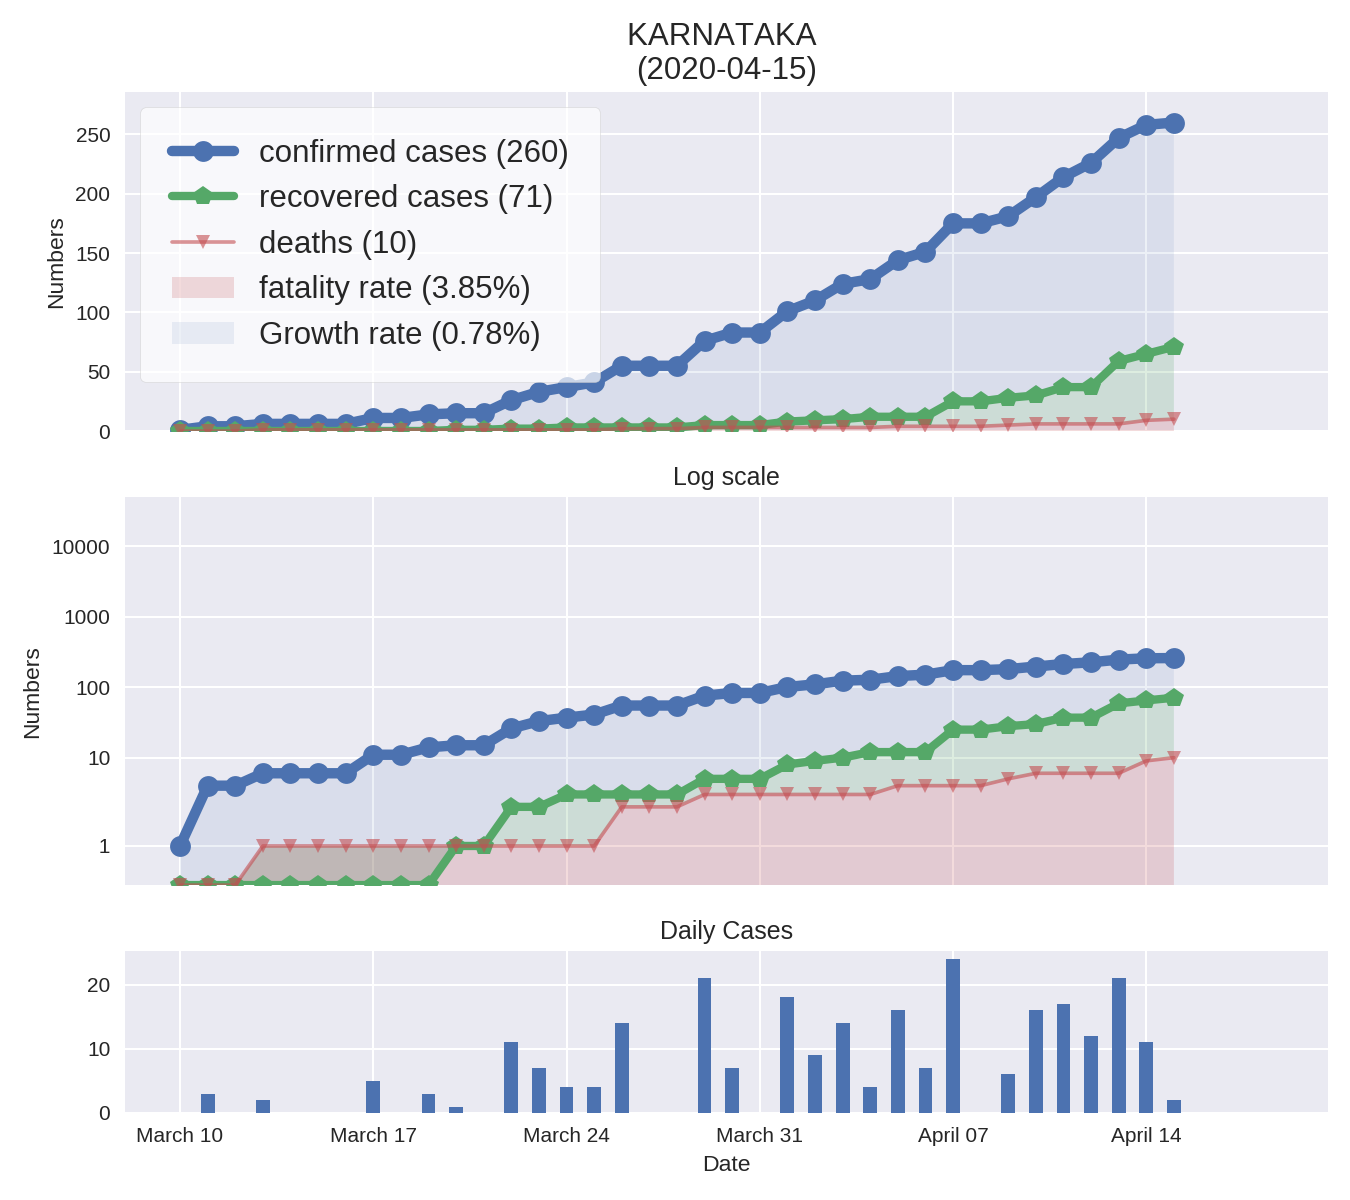 KARNATAKA
(2020-04-15)
250
200
150
100
50
0
Numbers
confirmed cases (260)
recovered cases (71)
deaths (10)
fatality rate (3.85%)
Growth rate (0.78%)
Log scale
10000
1000
100
10
1
Numbers
Daily Cases
20
10
0
March 10 March 17 March 24 March 31 April 07 April 14
Date